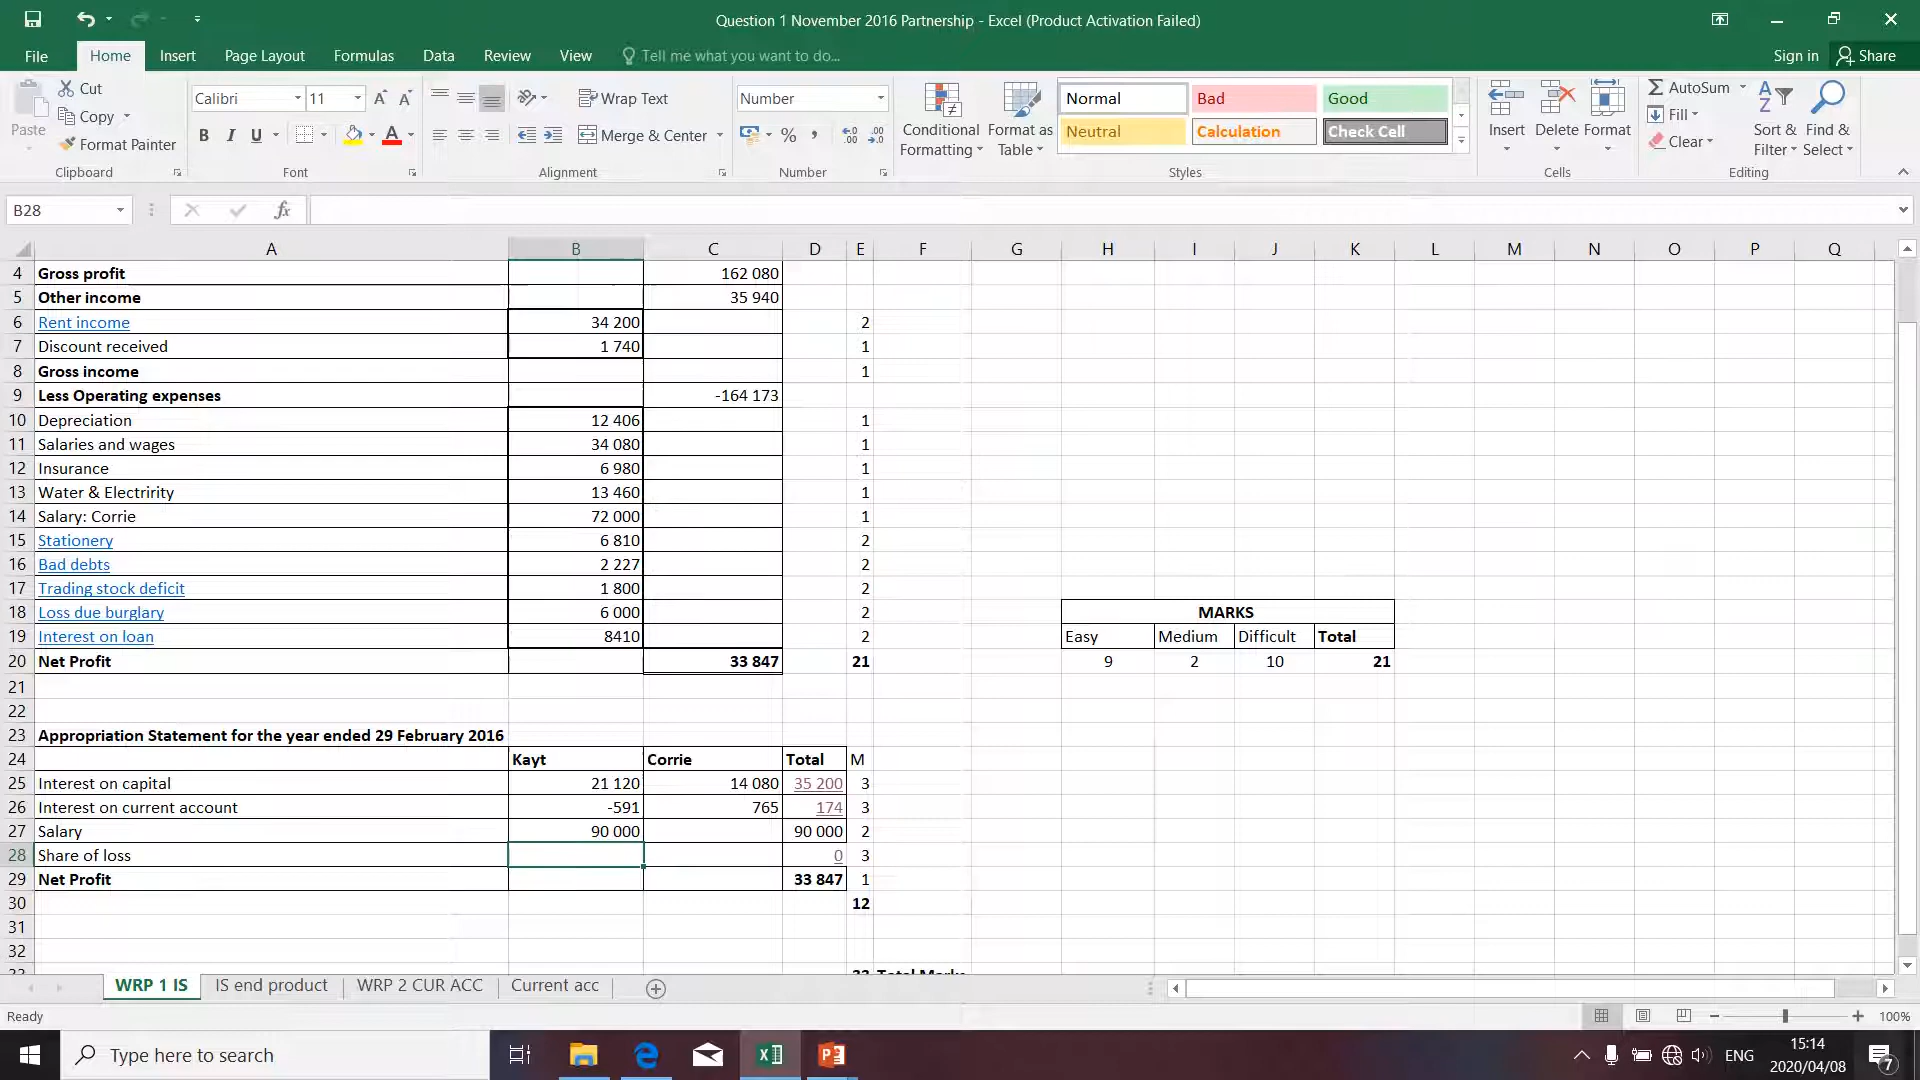 Question 1 November 2016 Partnership - Excel (Product Activation Failed)
File Home Insert Page Layout Formulas Data Review View Tell me what you want to do... Sign in Share
Paste Cut Copy Format Painter Clipboard
Calibri 11 B I U A Font
Wrap Text Merge & Center Alignment
Number % , Number
Conditional Formatting Format as Table
Normal Bad Good
Neutral Calculation Check Cell
Styles
Insert Delete Format Cells
AutoSum Fill Clear Sort & Filter Find & Select Editing
B28 fx
A B C D E F G H I J K L M N O P Q
4 Gross profit 162 080
5 Other income 35 940
6 Rent income 34 200 2
7 Discount received 1 740 1
8 Gross income 1
9 Less Operating expenses -164 173
10 Depreciation 12 406 1
11 Salaries and wages 34 080 1
12 Insurance 6 980 1
13 Water & Electririty 13 460 1
14 Salary: Corrie 72 000 1
15 Stationery 6 810 2
16 Bad debts 2 227 2
17 Trading stock deficit 1 800 2
18 Loss due burglary 6 000 2 MARKS
19 Interest on loan 8410 2 Easy Medium Difficult Total
20 Net Profit 33 847 21 9 2 10 21
21
22
23 Appropriation Statement for the year ended 29 February 2016
24 Kayt Corrie Total M
25 Interest on capital 21 120 14 080 35 200 3
26 Interest on current account -591 765 174 3
27 Salary 90 000 90 000 2
28 Share of loss 0 3
29 Net Profit 33 847 1
30 12
31
32
33 33 Total Marks
WRP 1 IS IS end product WRP 2 CUR ACC Current acc
Ready 100%
Type here to search ENG 15:14
2020/04/08 7